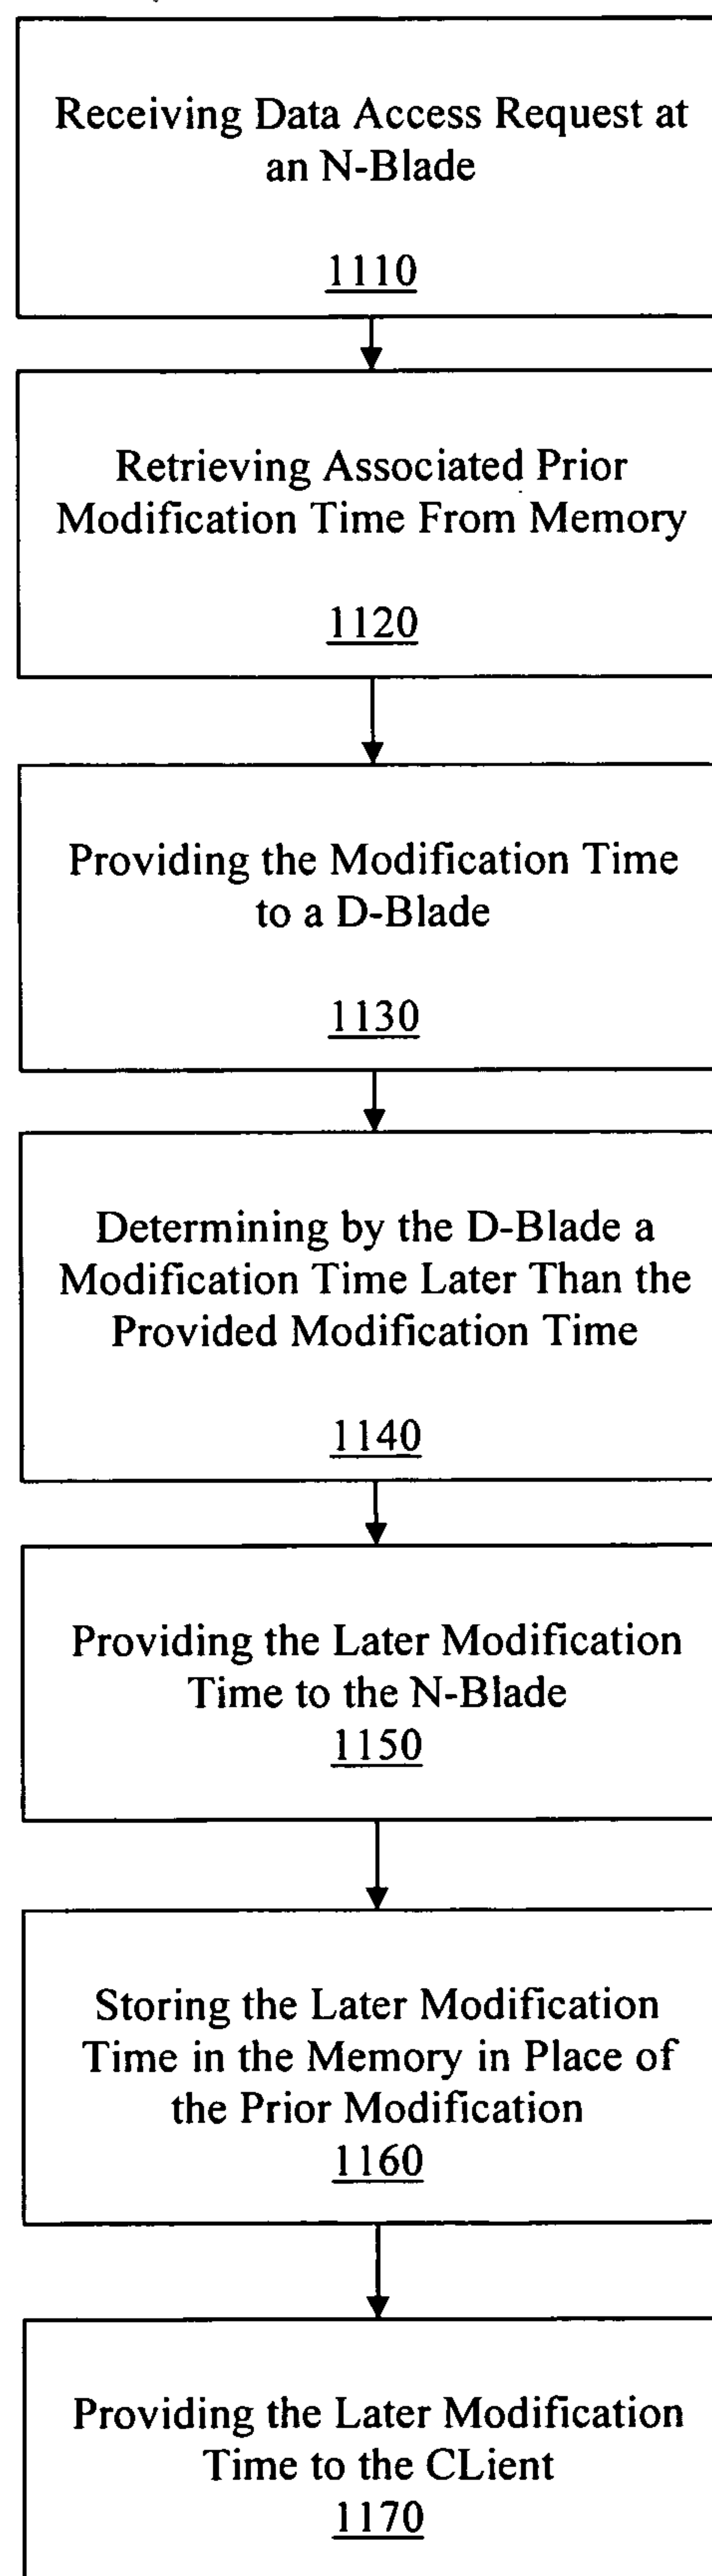 Receiving Data Access Request at
an N-Blade
1110
Retrieving Associated Prior
Modification Time From Memory
1120
Providing the Modification Time
to a D-Blade
1130
Determining by the D-Blade a
Modification Time Later Than the
Provided Modification Time
1140
Providing the Later Modification
Time to the N-Blade
1150
Storing the Later Modification
Time in the Memory in Place of
the Prior Modification
1160
Providing the Later Modification
Time to the CLient
1170